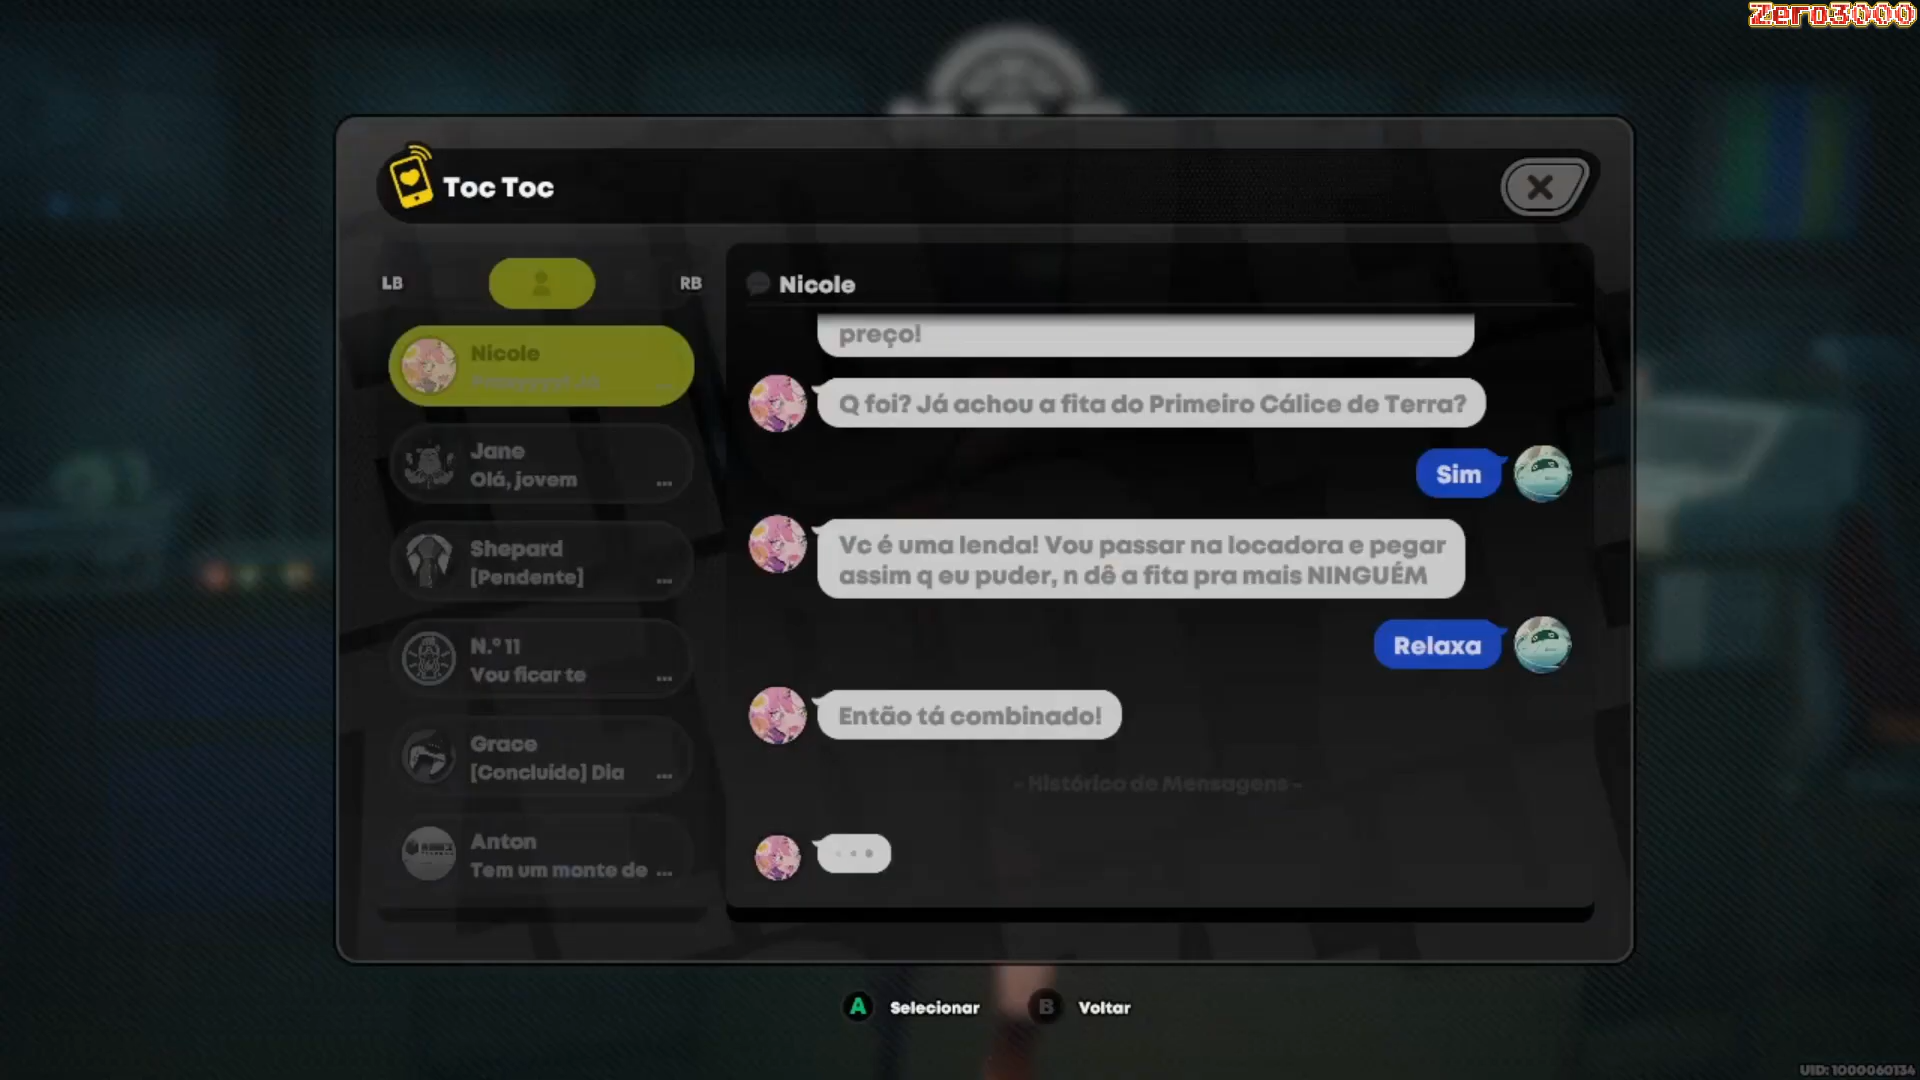 Zero3000
Toc Toc
LB
RB
Nicole
Jane
Olá, jovem ...
Shepard
[Pendente] ...
N.º 11
Vou ficar te ...
Grace
[Concluído] Dia ...
Anton
Tem um monte de ...
Nicole
preço!
Q foi? Já achou a fita do Primeiro Cálice de Terra?
Sim
Vc é uma lenda! Vou passar na locadora e pegar
assim q eu puder, n dê a fita pra mais NINGUÉM
Relaxa
Então tá combinado!
- Histórico de Mensagens -
A Selecionar B Voltar
UID: 1000060134